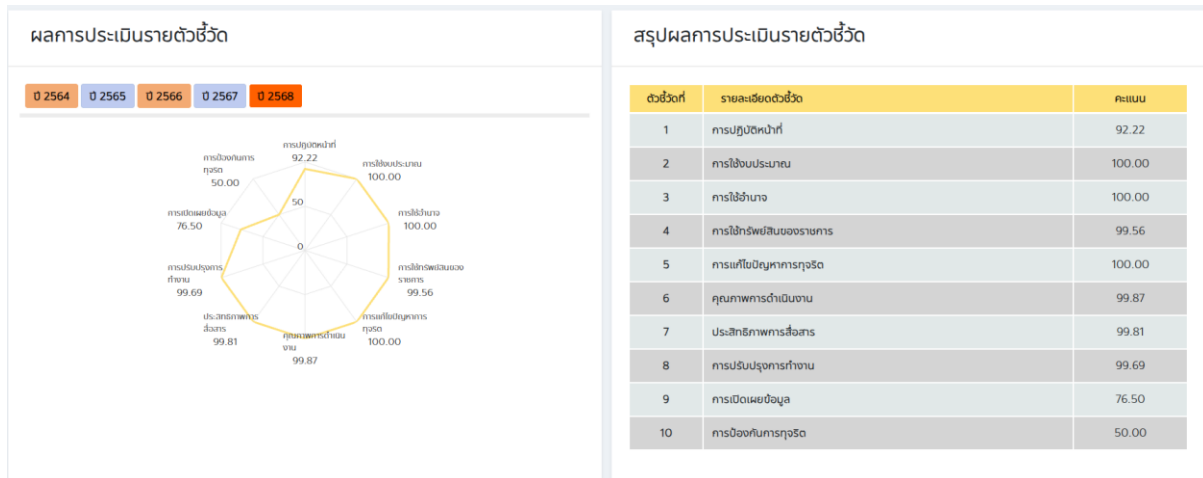 ผลการประเมินรายตัวชี้วัด
ปี 2564 ปี 2565 ปี 2566 ปี 2567 ปี 2568
การปฏิบัติหน้าที่
92.22
การใช้งบประมาณ
100.00
การใช้อำนาจ
100.00
การใช้ทรัพย์สินของ
ราชการ
99.56
การแก้ไขปัญหาการ
ทุจริต
100.00
คุณภาพการดำเนิน
งาน
99.87
ประสิทธิภาพการ
สื่อสาร
99.81
การปรับปรุงการ
ทำงาน
99.69
การเปิดเผยข้อมูล
76.50
การป้องกันการ
ทุจริต
50.00
50
0
สรุปผลการประเมินรายตัวชี้วัด
ตัวชี้วัดที่ รายละเอียดตัวชี้วัด คะแนน
1 การปฏิบัติหน้าที่ 92.22
2 การใช้งบประมาณ 100.00
3 การใช้อำนาจ 100.00
4 การใช้ทรัพย์สินของราชการ 99.56
5 การแก้ไขปัญหาการทุจริต 100.00
6 คุณภาพการดำเนินงาน 99.87
7 ประสิทธิภาพการสื่อสาร 99.81
8 การปรับปรุงการทำงาน 99.69
9 การเปิดเผยข้อมูล 76.50
10 การป้องกันการทุจริต 50.00